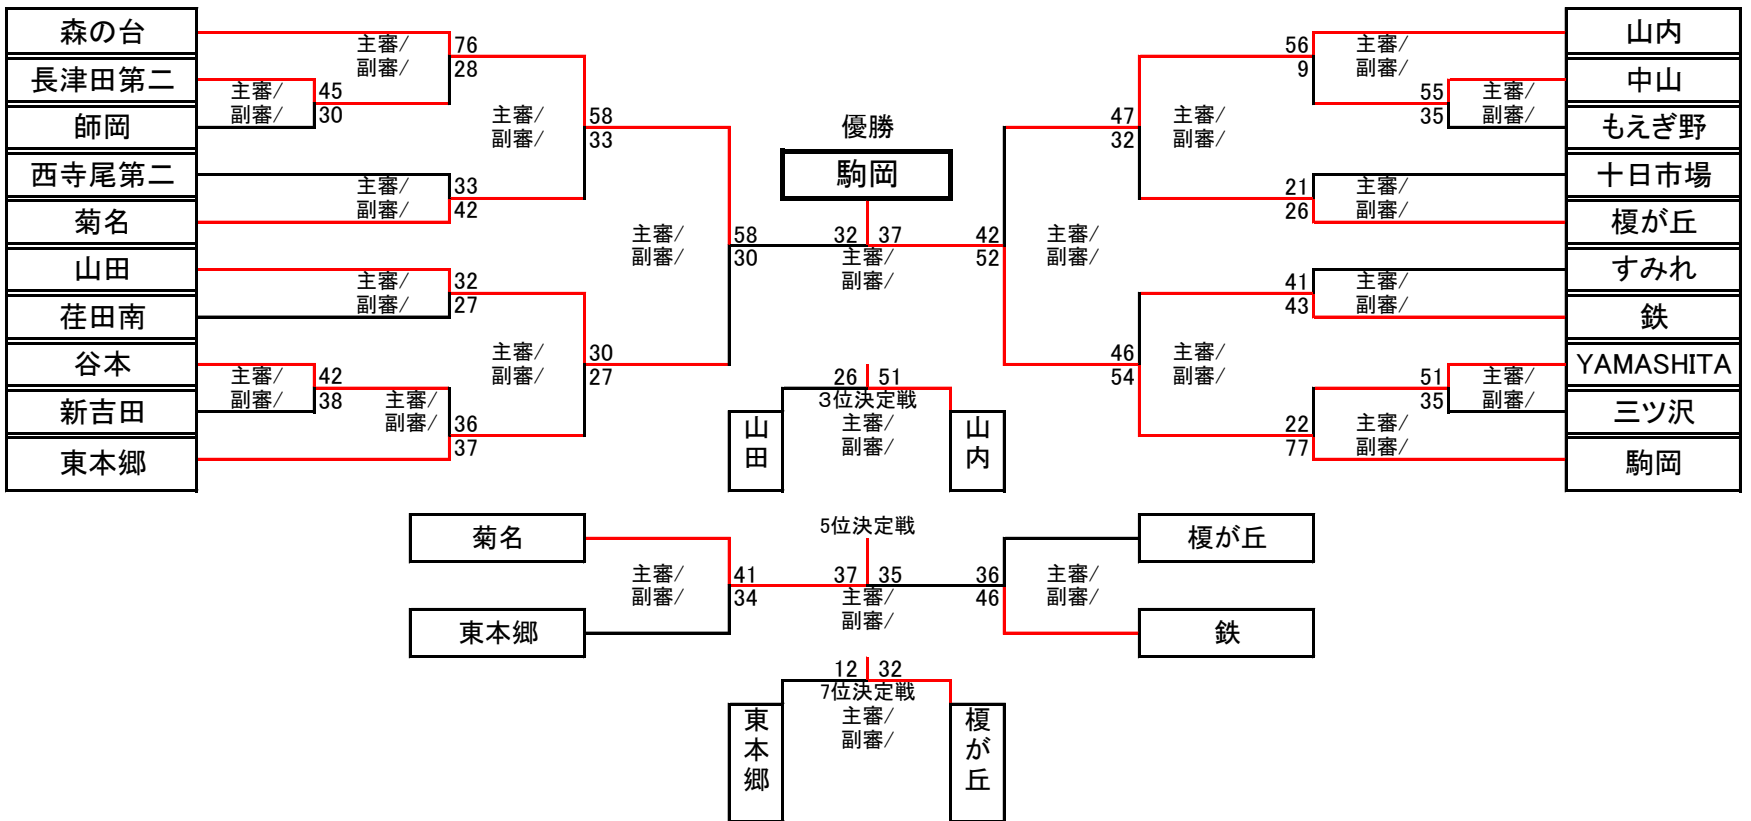 森の台
長津田第二
師岡
西寺尾第二
菊名
山田
荏田南
谷本
新吉田
東本郷
主審/
副審/
45
30
主審/
副審/
42
38
主審/
副審/
76
28
主審/
副審/
33
42
主審/
副審/
32
27
主審/
副審/
36
37
主審/
副審/
58
33
主審/
副審/
30
27
主審/
副審/
58
30
優勝
駒岡
32 37
主審/
副審/
42
52
主審/
副審/
47
32
主審/
副審/
46
54
主審/
副審/
56
9
主審/
副審/
21
26
主審/
副審/
41
43
主審/
副審/
22
77
主審/
副審/
55
35
主審/
副審/
51
35
主審/
副審/
山内
中山
もえぎ野
十日市場
榎が丘
すみれ
鉄
YAMASHITA
三ツ沢
駒岡
26 51
3位決定戦
主審/
副審/
山田
山内
5位決定戦
菊名
東本郷
主審/
副審/
41
34
37 35
主審/
副審/
36
46
主審/
副審/
榎が丘
鉄
12 32
7位決定戦
主審/
副審/
東本郷
榎が丘